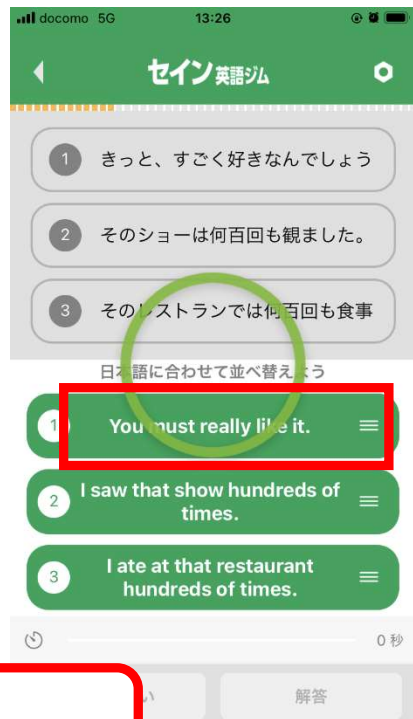 docomo 5G 13:26
セイン英語ジム
1 きっと、すごく好きなんでしょう
2 そのショーは何百回も観ました。
3 そのレストランでは何百回も食事
日本語に合わせて並べ替えよう
1 You must really like it.
2 I saw that show hundreds of
times.
3 I ate at that restaurant
hundreds of times.
0 秒
い 解答